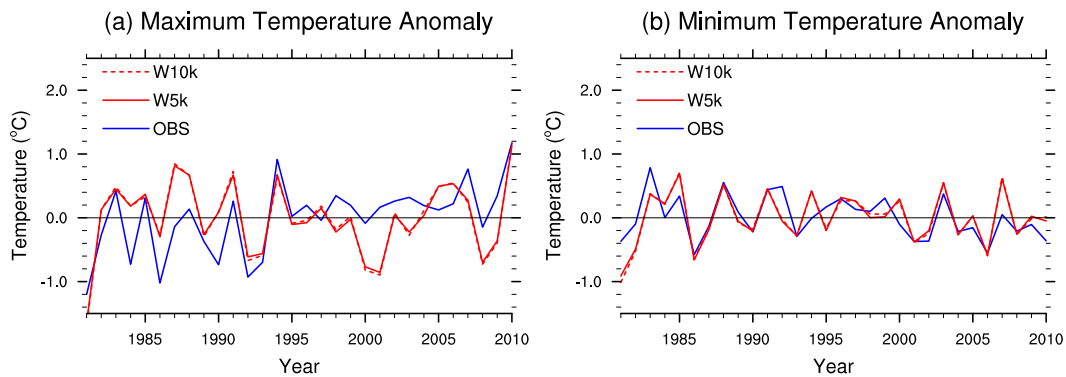 (a) Maximum Temperature Anomaly
W10k
W5k
OBS
2.0
1.0
0.0
-1.0
Temperature (°C)
1985 1990 1995 2000 2005 2010
Year
(b) Minimum Temperature Anomaly
W10k
W5k
OBS
2.0
1.0
0.0
-1.0
Temperature (°C)
1985 1990 1995 2000 2005 2010
Year